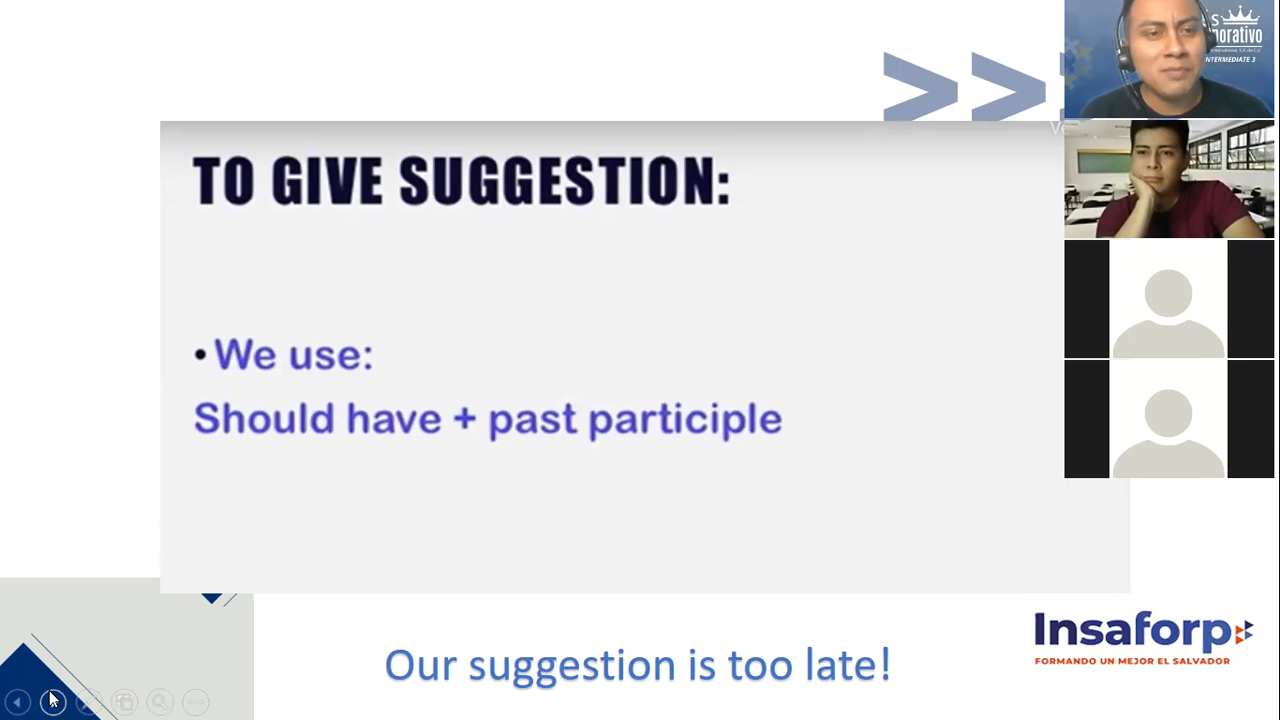 >>>
TO GIVE SUGGESTION:
• We use:
Should have + past participle
Our suggestion is too late!
Insaforp
FORMANDO UN MEJOR EL SALVADOR
INTERMEDIATE 3